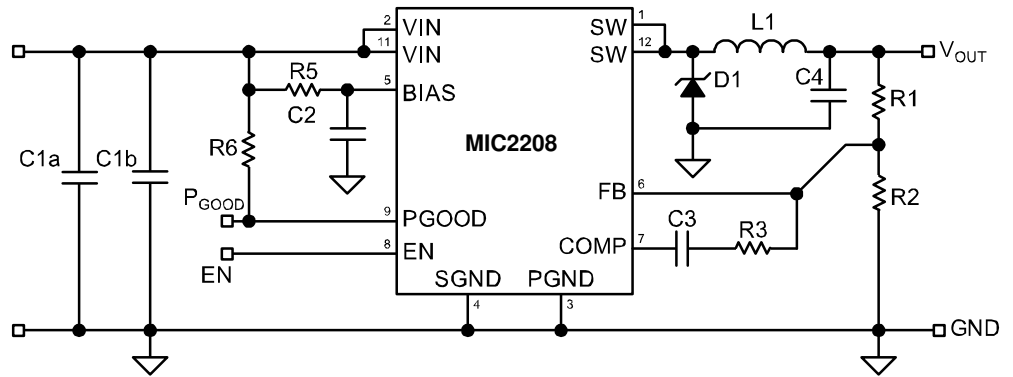 1
SW
L1
2
VIN
11
VIN
SW
12
VOUT
R5
5
BIAS
D1
C4
R1
C2
MIC2208
R6
C1a
C1b
FB
6
R2
PGOOD
9
PGOOD
C3
R3
COMP
7
8
EN
EN
SGND
PGND
4
3
GND